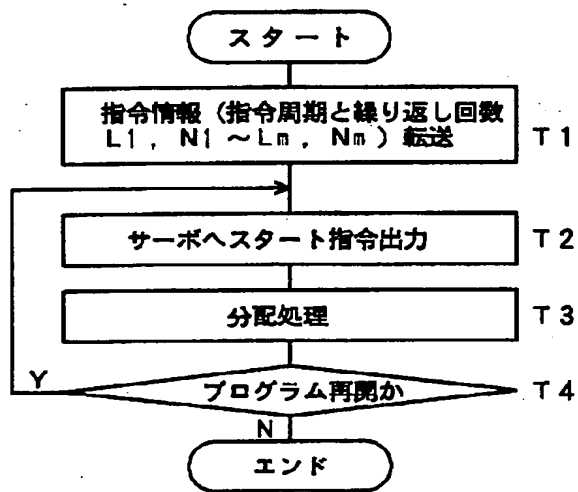 スタート
指令情報（指令周期と繰り返し回数
L1，N1～Lm，Nm）転送
T1
サーボへスタート指令出力
T2
分配処理
T3
プログラム再開か
T4
Y
N
エンド